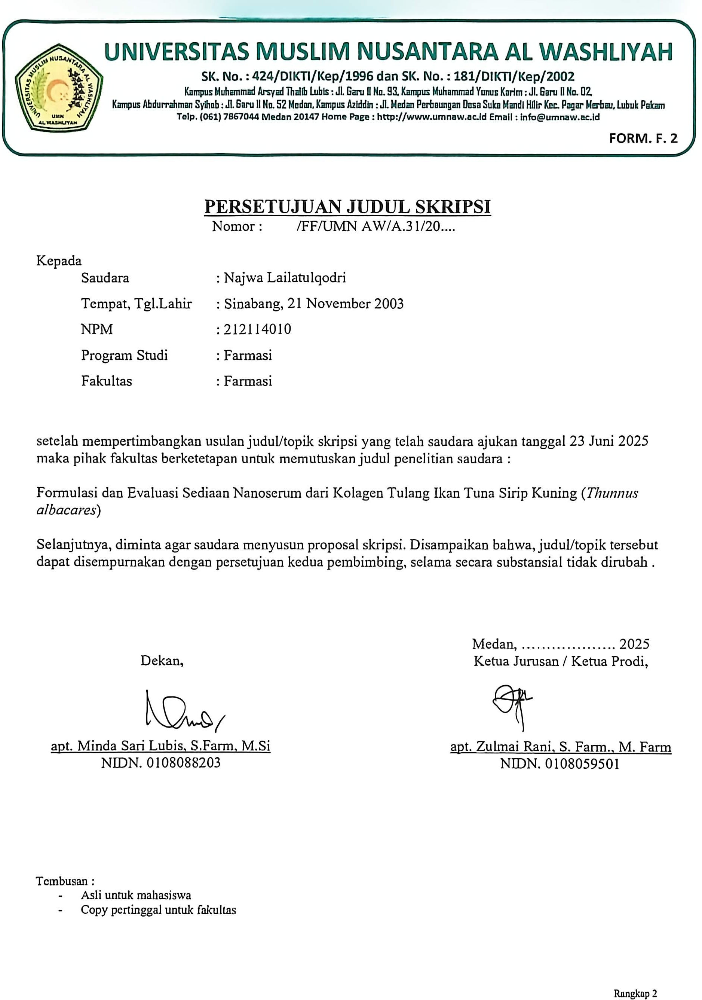 UNIVERSITAS MUSLIM NUSANTARA AL WASHLIYAH
SK. No. : 424/DIKTI/Kep/1996 dan SK. No. : 181/DIKTI/Kep/2002
Kampus Muhammad Arsyad Thalib Lubis : Jl. Garu II No. 93, Kampus Muhammad Yunus Karim : Jl. Garu II No. 02,
Kampus Abdurrahman Syihab : Jl. Garu II No. 52 Medan, Kampus Aziddin : Jl. Medan Perbaungan Desa Suka Mandi Hilir Kec. Pagar Merbau, Lubuk Pakam
Telp. (061) 7867044 Medan 20147 Home Page : http://www.umnaw.ac.id Email : info@umnaw.ac.id
UNIVERSITAS MUSLIM NUSANTARA AL WASHLIYAH
UMN
AL WASHLIYAH
FORM. F. 2
PERSETUJUAN JUDUL SKRIPSI
Nomor : /FF/UMN AW/A.31/20....
Kepada
Saudara : Najwa Lailatulqodri
Tempat, Tgl.Lahir : Sinabang, 21 November 2003
NPM : 212114010
Program Studi : Farmasi
Fakultas : Farmasi
setelah mempertimbangkan usulan judul/topik skripsi yang telah saudara ajukan tanggal 23 Juni 2025
maka pihak fakultas berketetapan untuk memutuskan judul penelitian saudara :
Formulasi dan Evaluasi Sediaan Nanoserum dari Kolagen Tulang Ikan Tuna Sirip Kuning (Thunnus
albacares)
Selanjutnya, diminta agar saudara menyusun proposal skripsi. Disampaikan bahwa, judul/topik tersebut
dapat disempurnakan dengan persetujuan kedua pembimbing, selama secara substansial tidak dirubah .
Medan, ................... 2025
Dekan,
Ketua Jurusan / Ketua Prodi,
apt. Minda Sari Lubis, S.Farm, M.Si
NIDN. 0108088203
apt. Zulmai Rani, S. Farm., M. Farm
NIDN. 0108059501
Tembusan :
- Asli untuk mahasiswa
- Copy pertinggal untuk fakultas
Rangkap 2